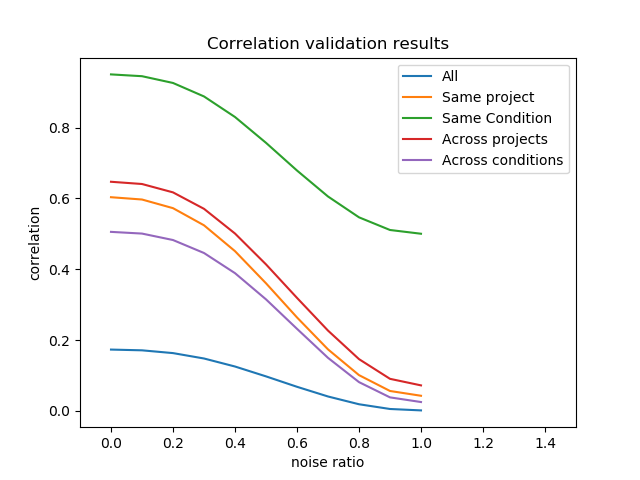 Correlation validation results
All
Same project
Same Condition
Across projects
Across conditions
correlation
0.8
0.6
0.4
0.2
0.0
0.0 0.2 0.4 0.6 0.8 1.0 1.2 1.4
noise ratio